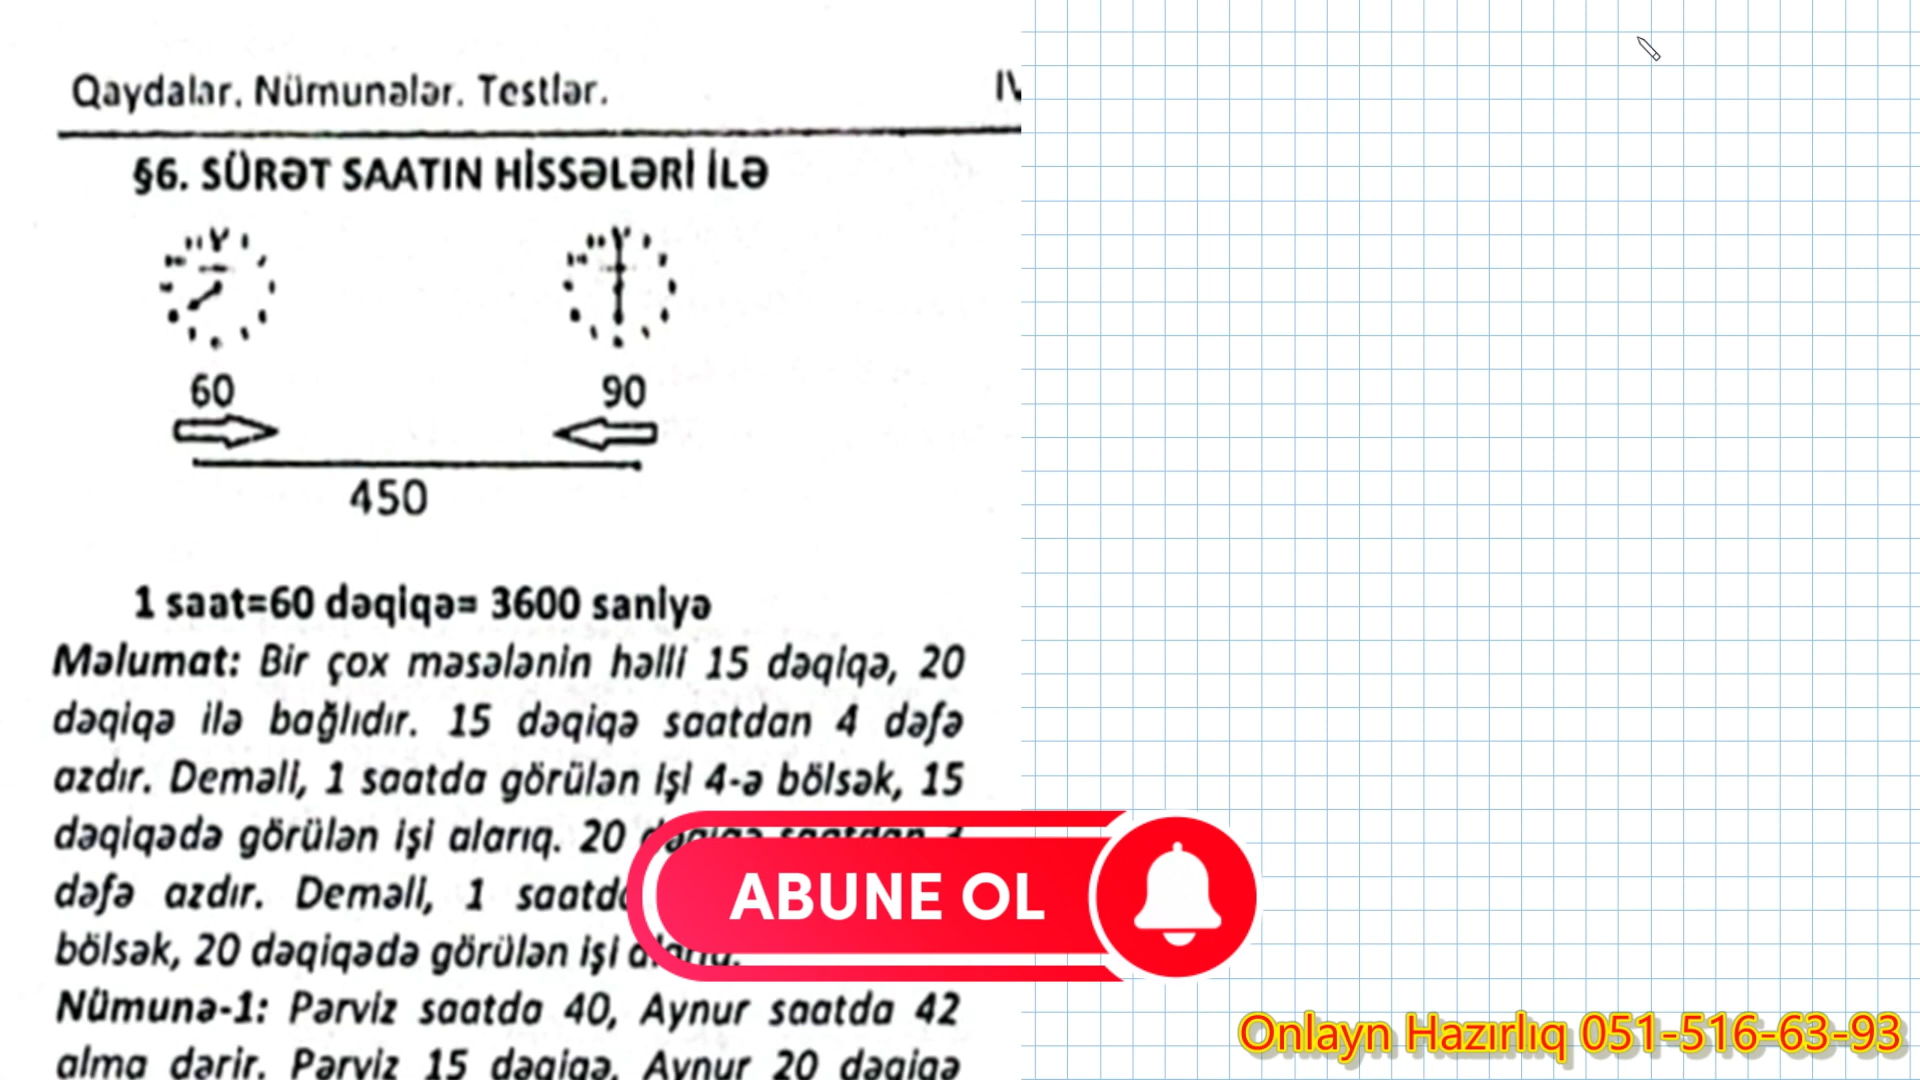 Qaydalar. Nümunələr. Testlər.
§6. SÜRƏT SAATIN HİSSƏLƏRİ İLƏ
60 90
450
1 saat=60 dəqiqə= 3600 saniyə
Məlumat: Bir çox məsələnin həlli 15 dəqiqə, 20
dəqiqə ilə bağlıdır. 15 dəqiqə saatdan 4 dəfə
azdır. Deməli, 1 saatda görülən işi 4-ə bölsək, 15
dəqiqədə görülən işi alarıq. 20 dəqiqə saatdan 3
dəfə azdır. Deməli, 1
bölsək, 20 dəqiqədə görülən işi alarıq.
Nümunə-1: Pərviz saatda 40, Aynur saatda 42
alma dərir. Pərviz 15 dəqiqə, Aynur 20 dəqiqə
ABUNE OL
Onlayn Hazırlıq 051-516-63-93